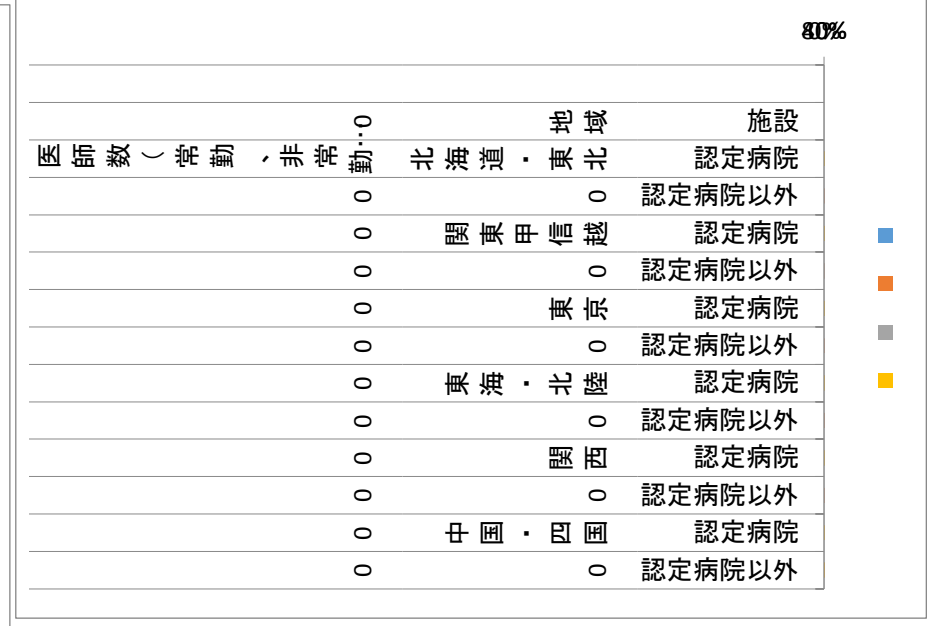 0 地域 施設
医師数(常勤、非常勤… 北海道・東北 認定病院
0 0 認定病院以外
0 関東甲信越 認定病院
0 0 認定病院以外
0 東京 認定病院
0 0 認定病院以外
0 東海・北陸 認定病院
0 0 認定病院以外
0 関西 認定病院
0 0 認定病院以外
0 中国・四国 認定病院
0 0 認定病院以外